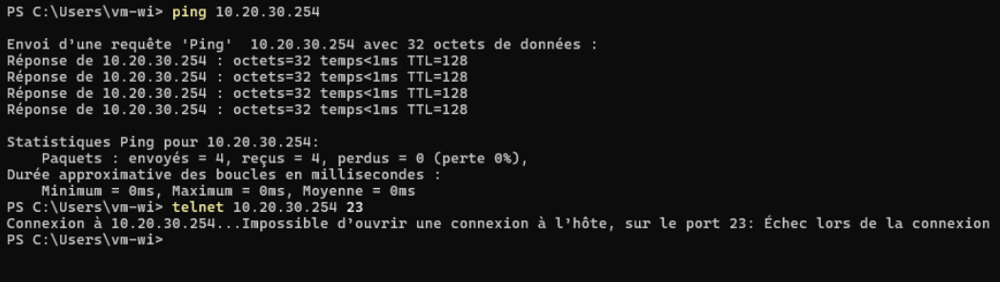 PS C:\Users\vm-wi> ping 10.20.30.254
Envoi d'une requête 'Ping'  10.20.30.254 avec 32 octets de données :
Réponse de 10.20.30.254 : octets=32 temps<1ms TTL=128
Réponse de 10.20.30.254 : octets=32 temps<1ms TTL=128
Réponse de 10.20.30.254 : octets=32 temps<1ms TTL=128
Réponse de 10.20.30.254 : octets=32 temps<1ms TTL=128
Statistiques Ping pour 10.20.30.254:
    Paquets : envoyés = 4, reçus = 4, perdus = 0 (perte 0%),
Durée approximative des boucles en millisecondes :
    Minimum = 0ms, Maximum = 0ms, Moyenne = 0ms
PS C:\Users\vm-wi> telnet 10.20.30.254 23
Connexion à 10.20.30.254...Impossible d'ouvrir une connexion à l'hôte, sur le port 23: Échec lors de la connexion
PS C:\Users\vm-wi>